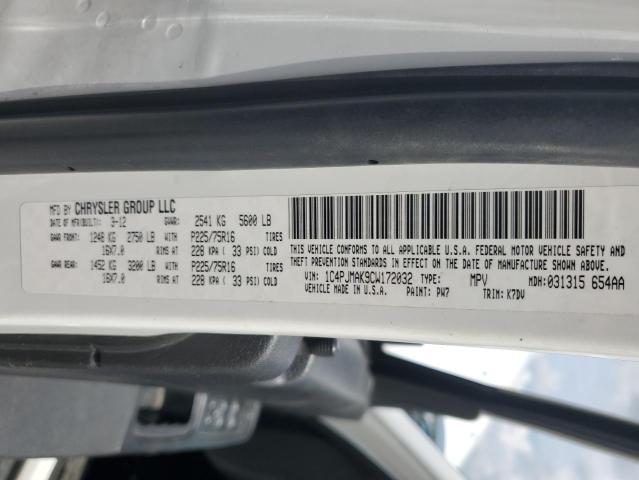 MFD BY CHRYSLER GROUP LLC
DATE OF MFR/BUILT: 3-12 GVWR: 2541 KG 5600 LB
GAWR FRONT: 1248 KG 2750 LB WITH P225/75R16 TIRES
16X7.0 RIMS AT 228 KPA ( 33 PSI) COLD
GAWR REAR: 1452 KG 3200 LB WITH P225/75R16 TIRES
16X7.0 RIMS AT 228 KPA ( 33 PSI) COLD
THIS VEHICLE CONFORMS TO ALL APPLICABLE U.S.A. FEDERAL MOTOR VEHICLE SAFETY AND
THEFT PREVENTION STANDARDS IN EFFECT ON THE DATE OF MANUFACTURE SHOWN ABOVE.
VIN: 1C4PJMAK9CW172032 TYPE: MPV MDH: 031315 654AA
MADE IN U.S.A. PAINT: PW7 TRIM: K7DV